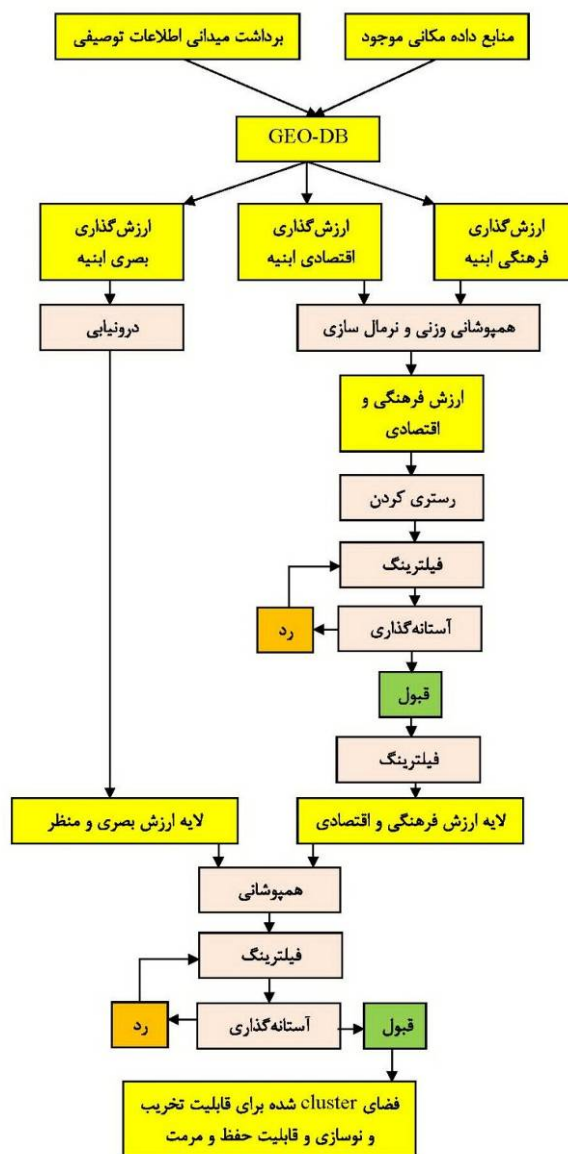 منابع داده مکانی موجود
برداشت میدانی اطلاعات توصیفی
GEO-DB
ارزش‌گذاری
فرهنگی ابنیه
ارزش‌گذاری
اقتصادی ابنیه
ارزش‌گذاری
بصری ابنیه
همپوشانی وزنی و نرمال سازی
درونیابی
ارزش فرهنگی و
اقتصادی
رستری کردن
فیلترینگ
آستانه‌گذاری
رد
قبول
فیلترینگ
لایه ارزش فرهنگی و اقتصادی
لایه ارزش بصری و منظر
همپوشانی
فیلترینگ
قبول
آستانه‌گذاری
رد
فضای cluster شده برای قابلیت تخریب
و نوسازی و قابلیت حفظ و مرمت